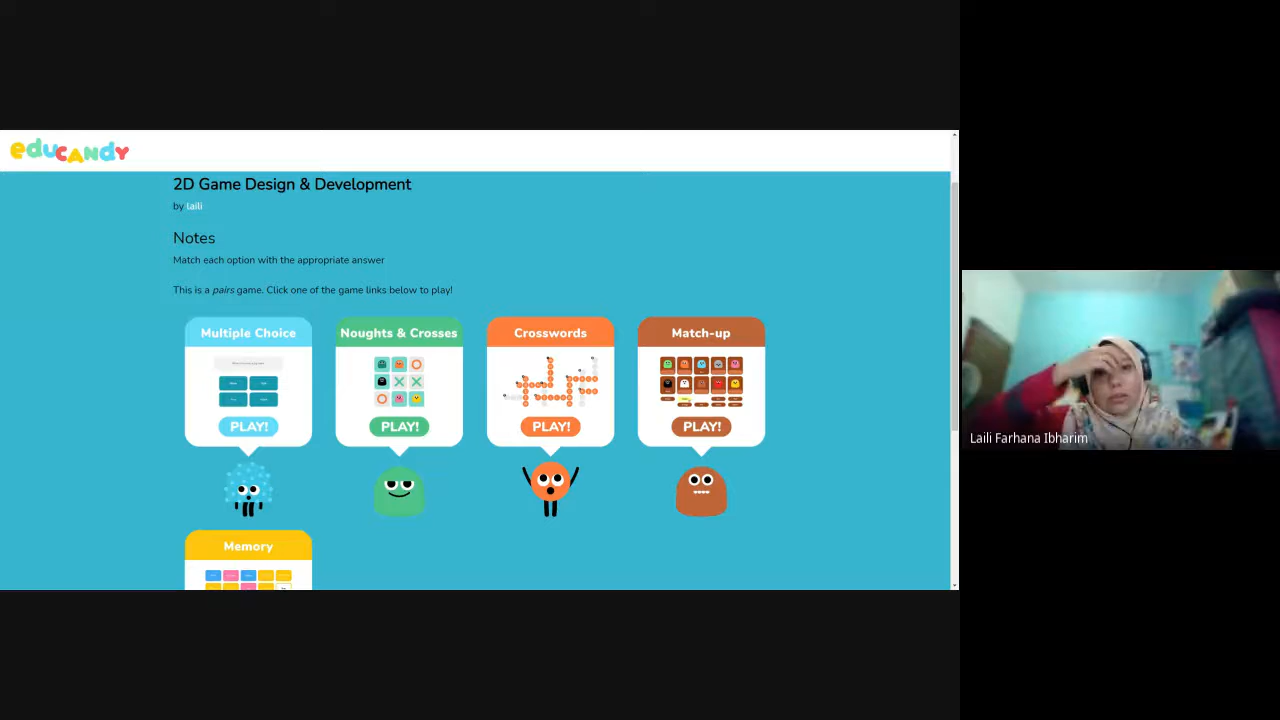 eduCANdY
2D Game Design & Development
by laili
Notes
Match each option with the appropriate answer
This is a pairs game. Click one of the game links below to play!
Multiple Choice
Noughts & Crosses
Crosswords
Match-up
PLAY!
PLAY!
PLAY!
PLAY!
Memory
Laili Farhana Ibharim